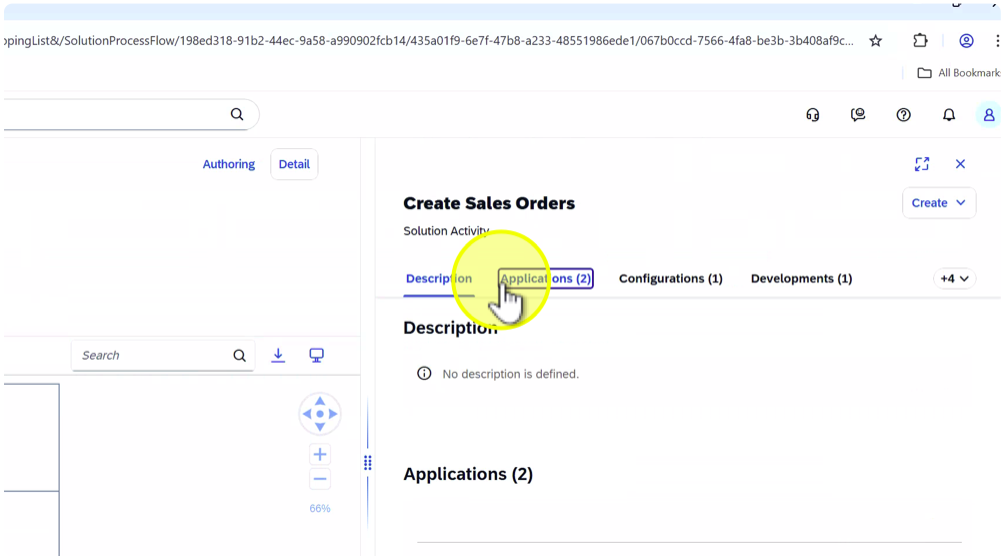 ppingList&/SolutionProcessFlow/198ed318-91b2-44ec-9a58-a990902fcb14/435a01f9-6e7f-47b8-a233-48551986ede1/067b0ccd-7566-4fa8-be3b-3b408af9c...
All Bookmark
Authoring Detail
Create Sales Orders
Create
Solution Activity
Description Applications (2) Configurations (1) Developments (1) +4
Description
Search
No description is defined.
Applications (2)
66%